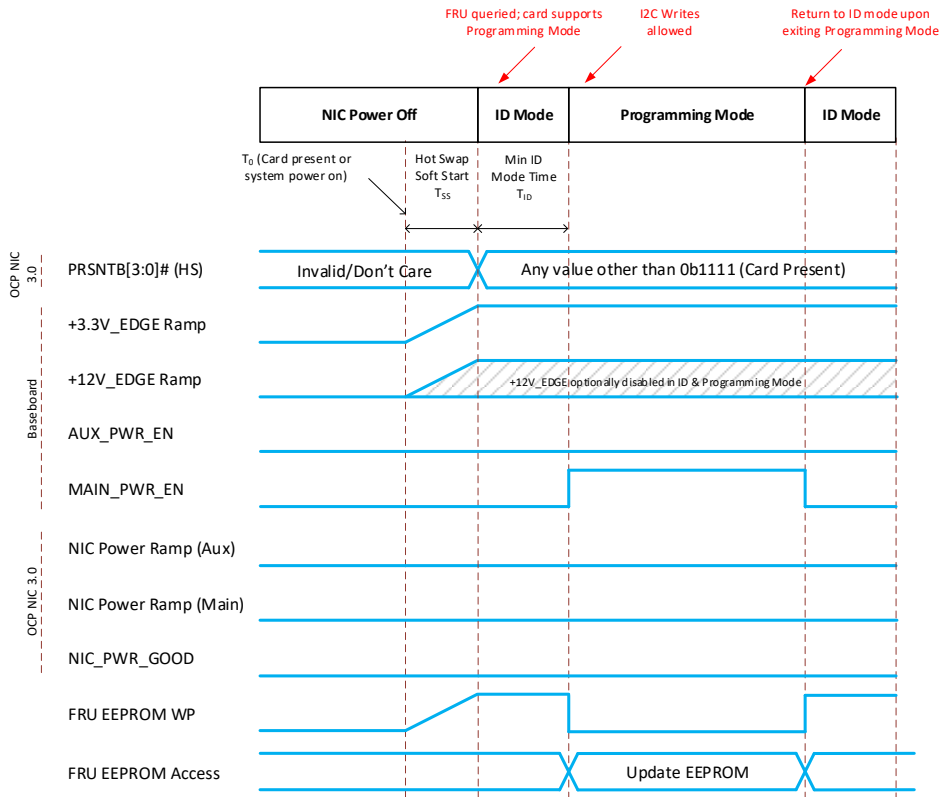 FRU queried; card supports
Programming Mode
I2C Writes
allowed
Return to ID mode upon
exiting Programming Mode
NIC Power Off
ID Mode
Programming Mode
ID Mode
T0 (Card present or
system power on)
Hot Swap
Soft Start
TSS
Min ID
Mode Time
TID
OCP NIC
3.0
PRSNTB[3:0]# (HS)
Invalid/Don't Care
Any value other than 0b1111 (Card Present)
Baseboard
+3.3V_EDGE Ramp
+12V_EDGE Ramp
+12V_EDGE optionally disabled in ID & Programming Mode
AUX_PWR_EN
MAIN_PWR_EN
OCP NIC 3.0
NIC Power Ramp (Aux)
NIC Power Ramp (Main)
NIC_PWR_GOOD
FRU EEPROM WP
FRU EEPROM Access
Update EEPROM